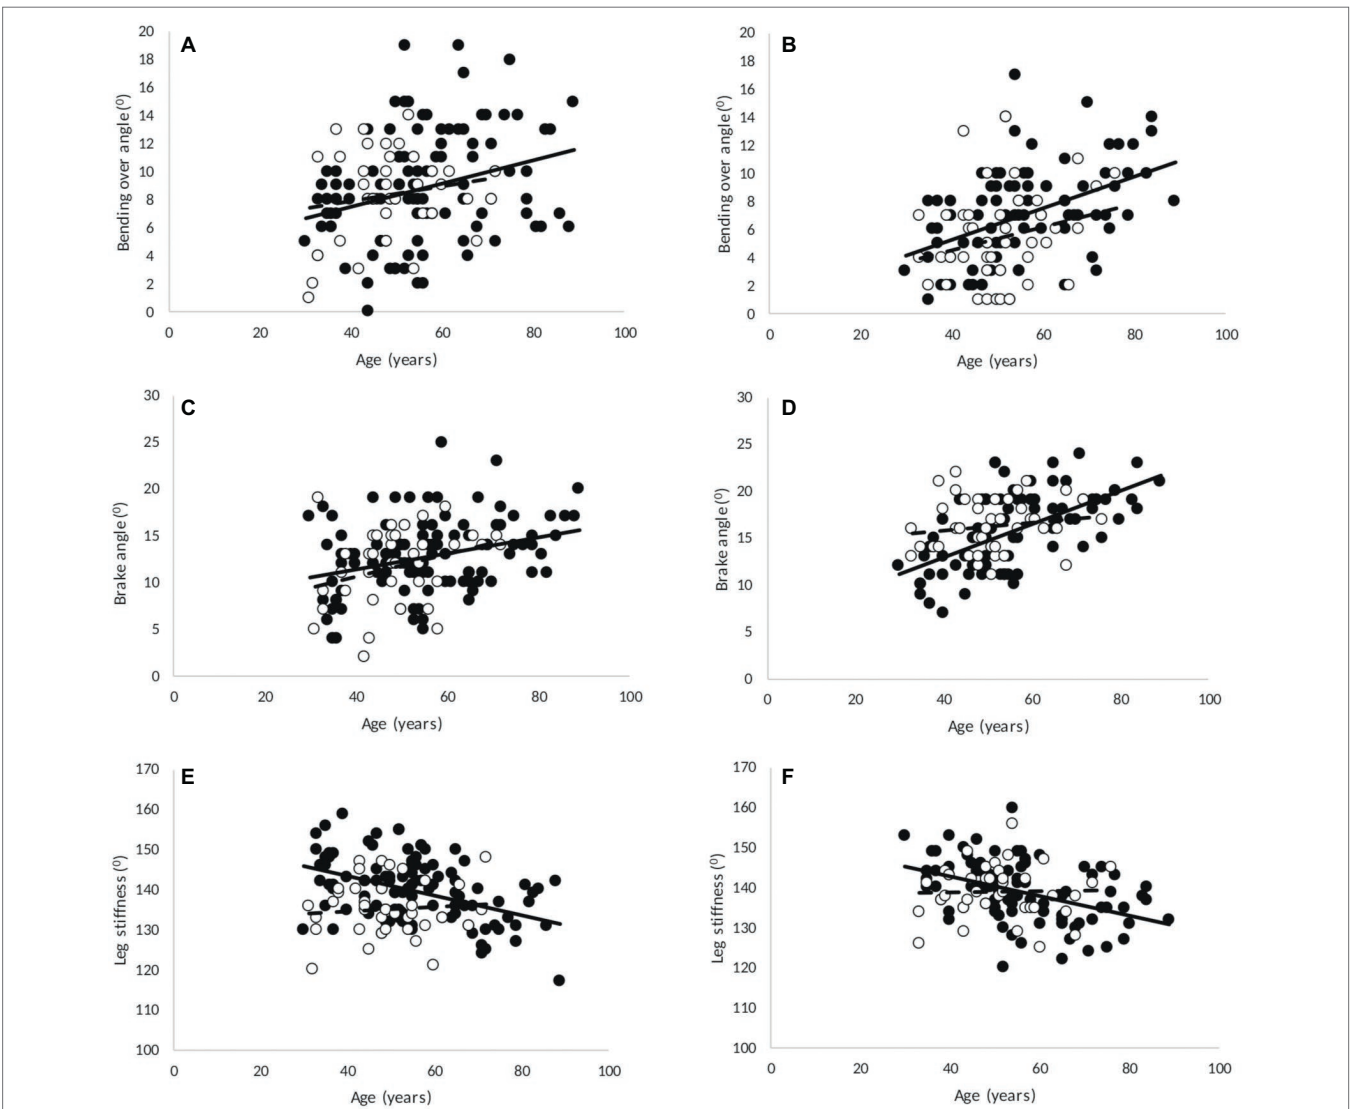 A
Bending over angle (⁰)
20
18
16
14
12
10
8
6
4
2
0
0 20 40 60 80 100
Age (years)
B
Bending over angle (⁰)
20
18
16
14
12
10
8
6
4
2
0
0 20 40 60 80 100
Age (years)
C
Brake angle (⁰)
30
25
20
15
10
5
0
0 20 40 60 80 100
Age (years)
D
Brake angle (⁰)
30
25
20
15
10
5
0
0 20 40 60 80 100
Age (years)
E
Leg stiffness (⁰)
170
160
150
140
130
120
110
100
0 20 40 60 80 100
Age (years)
F
Leg stiffness (⁰)
170
160
150
140
130
120
110
100
0 20 40 60 80 100
Age (years)